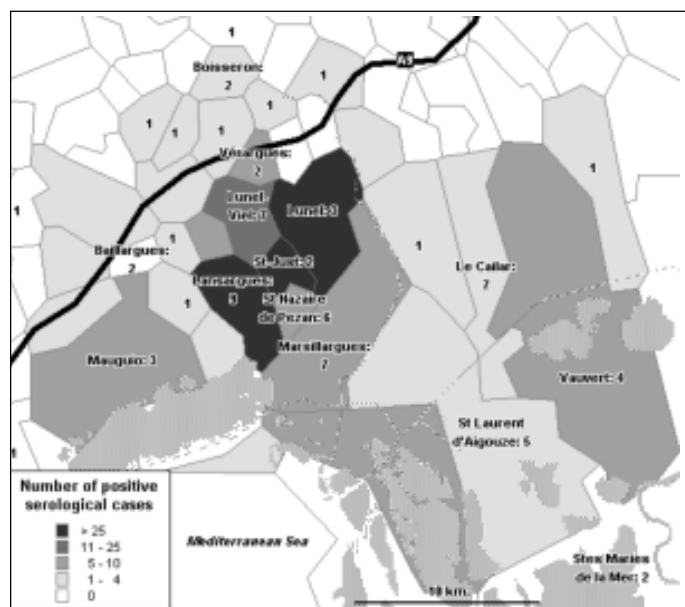 1
Boisseron:
2
1
A9
1
1
1
1
1
1
Vérargues:
2
1
Lunel-
Viel: 7
Lunel: 3
1
1
Baillargues:
2
1
St-Just: 2
Le Cailar:
Lansargues:
9
St Nazaire
de Pezan: 6
1
Mauguio: 3
Marsillargues:
7
Vauvert: 4
St Laurent
d'Aigouze: 5
1
Number of positive
serological cases
> 25
11 - 25
5 - 10
1 - 4
0
Mediterranean Sea
Stes Maries
de la Mer: 2
10 km.